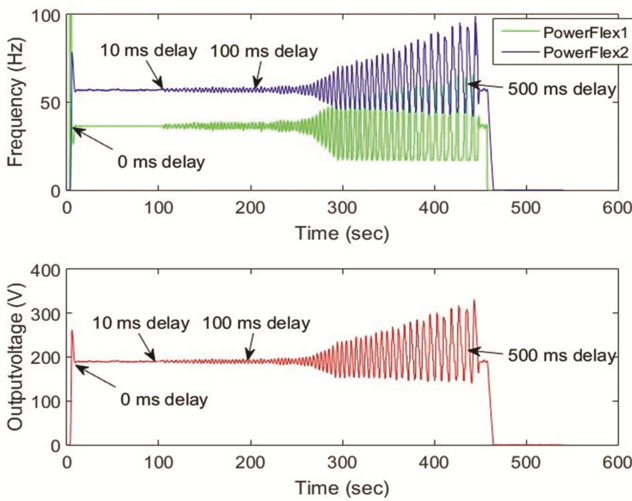 PowerFlex1
PowerFlex2
Frequency (Hz)
100
50
0
10 ms delay
100 ms delay
500 ms delay
0 ms delay
0 100 200 300 400 500 600
Time (sec)
Outputvoltage (V)
400
300
200
100
0
10 ms delay
100 ms delay
500 ms delay
0 ms delay
0 100 200 300 400 500 600
Time (sec)